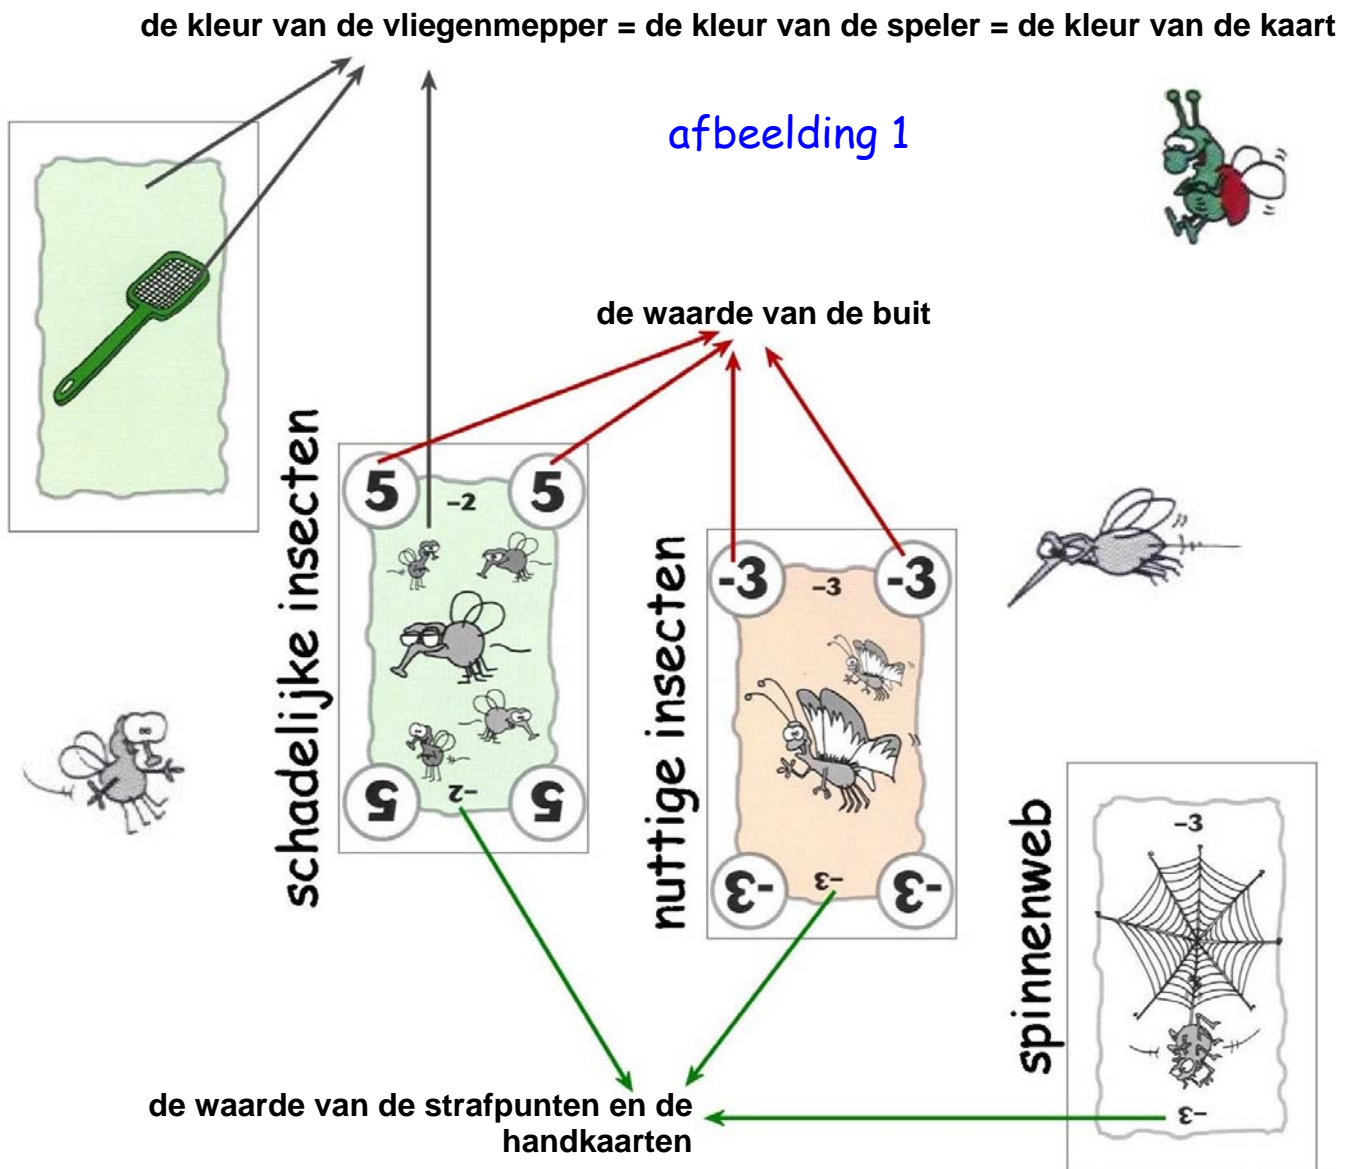 de kleur van de vliegenmepper = de kleur van de speler = de kleur van de kaart
afbeelding 1
de waarde van de buit
schadelijke insecten
5 5
-2
-2
5 5
nuttige insecten
-3 -3
-3
-3
-3 -3
spinnenweb
-3
-3
de waarde van de strafpunten en de
handkaarten